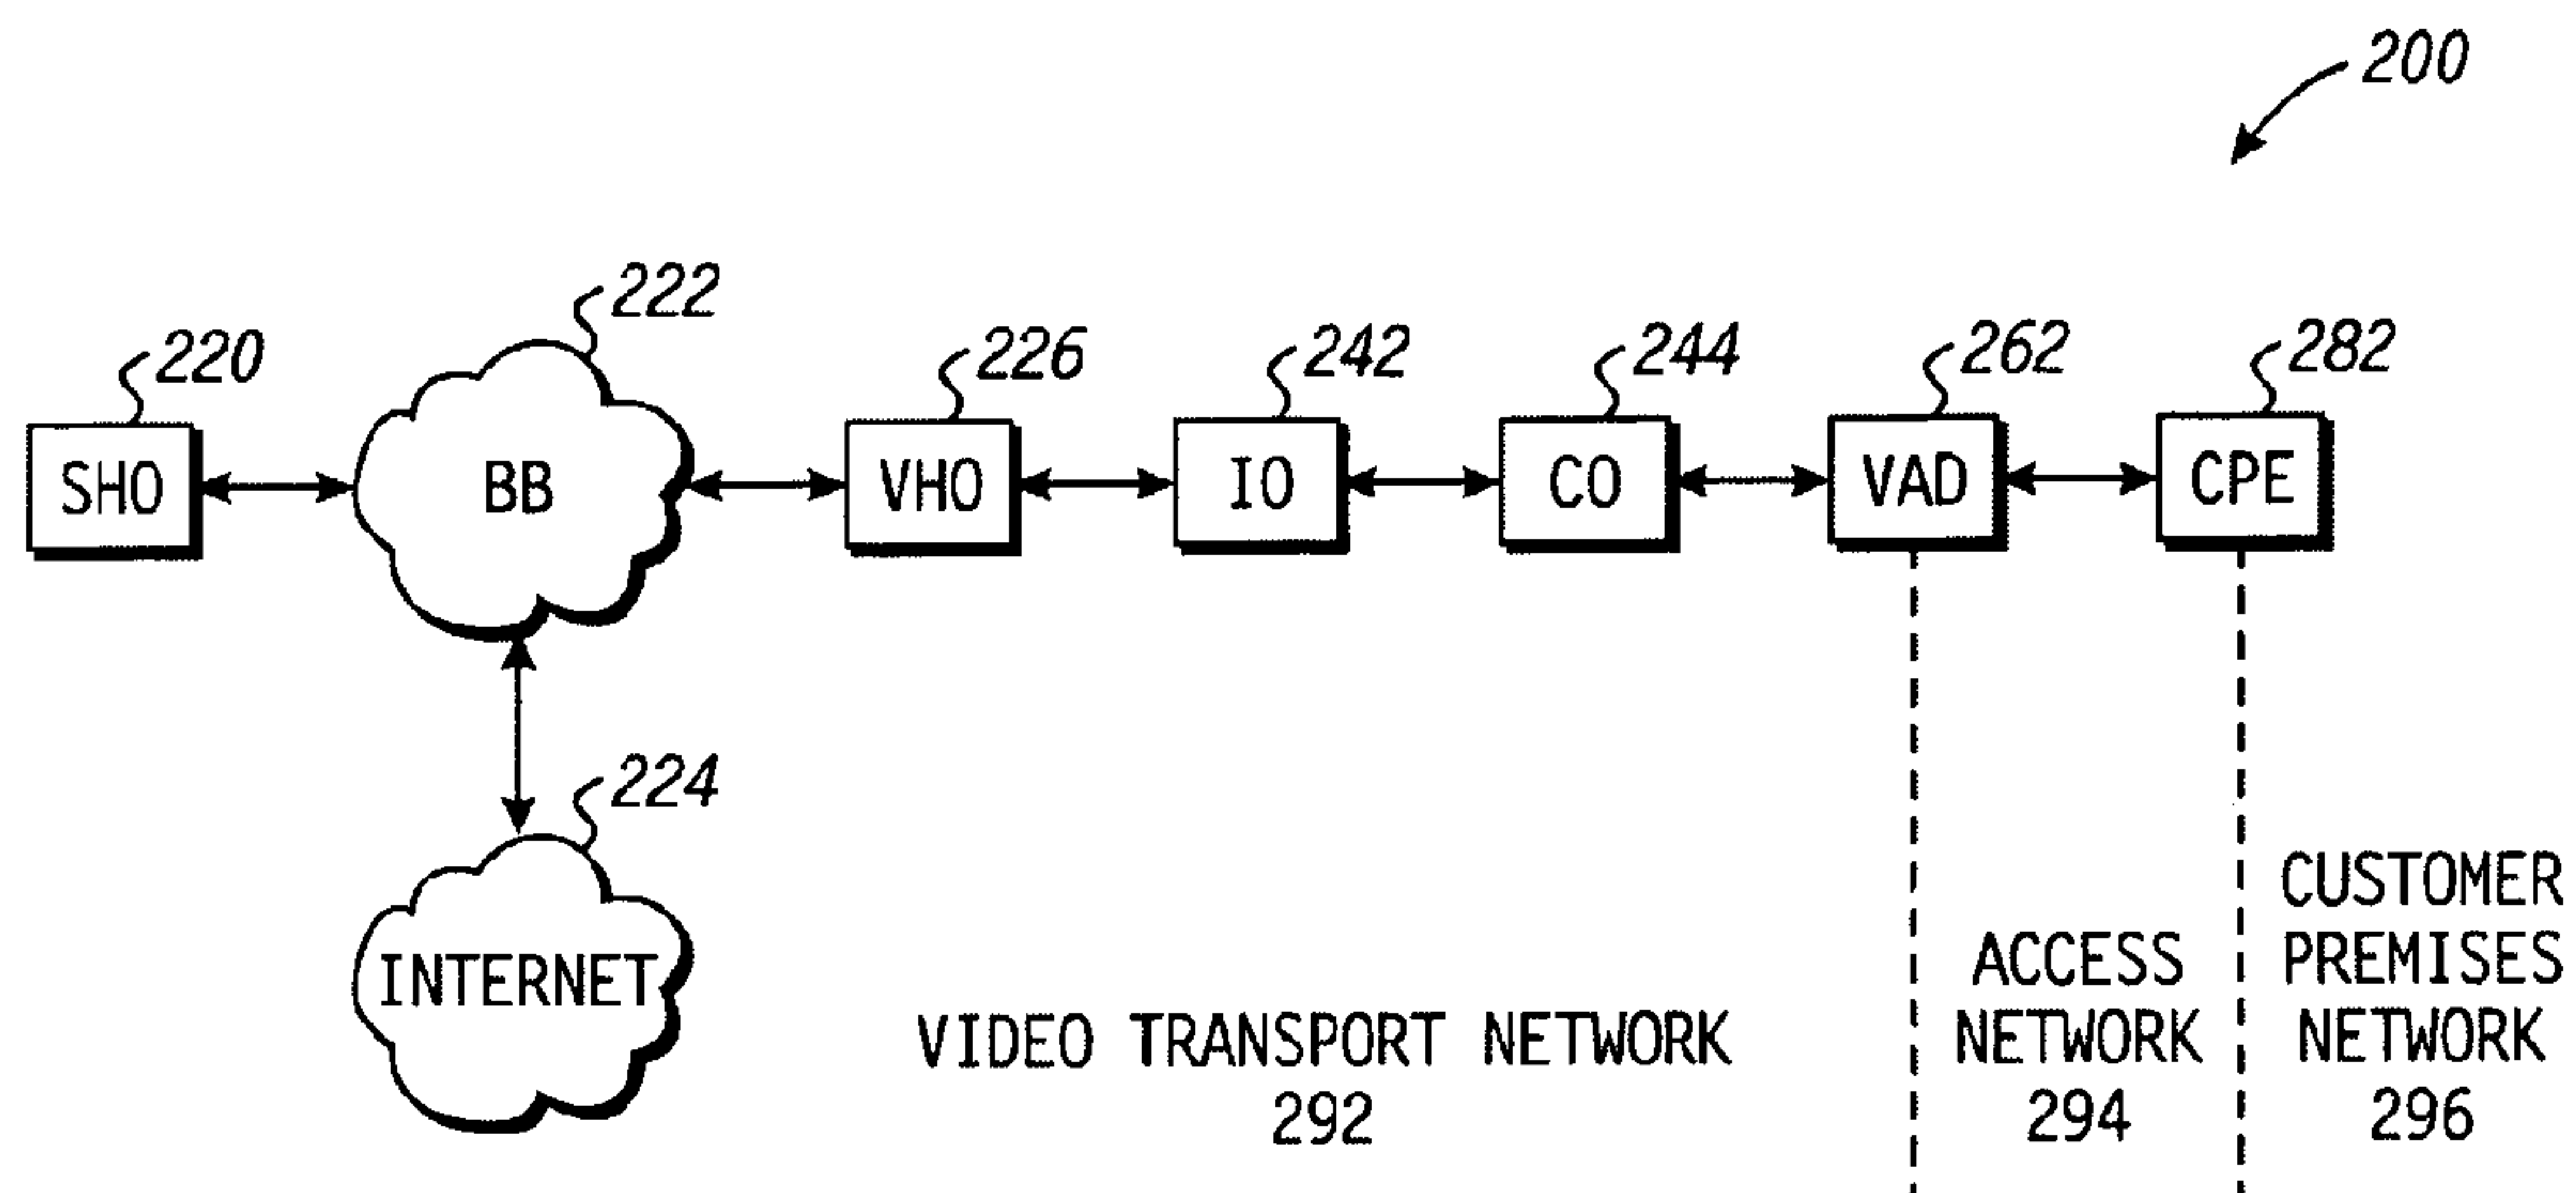 200
222
220
226
242
244
262
282
SHO
BB
VHO
IO
CO
VAD
CPE
224
INTERNET
VIDEO TRANSPORT NETWORK
292
ACCESS
NETWORK
294
CUSTOMER
PREMISES
NETWORK
296